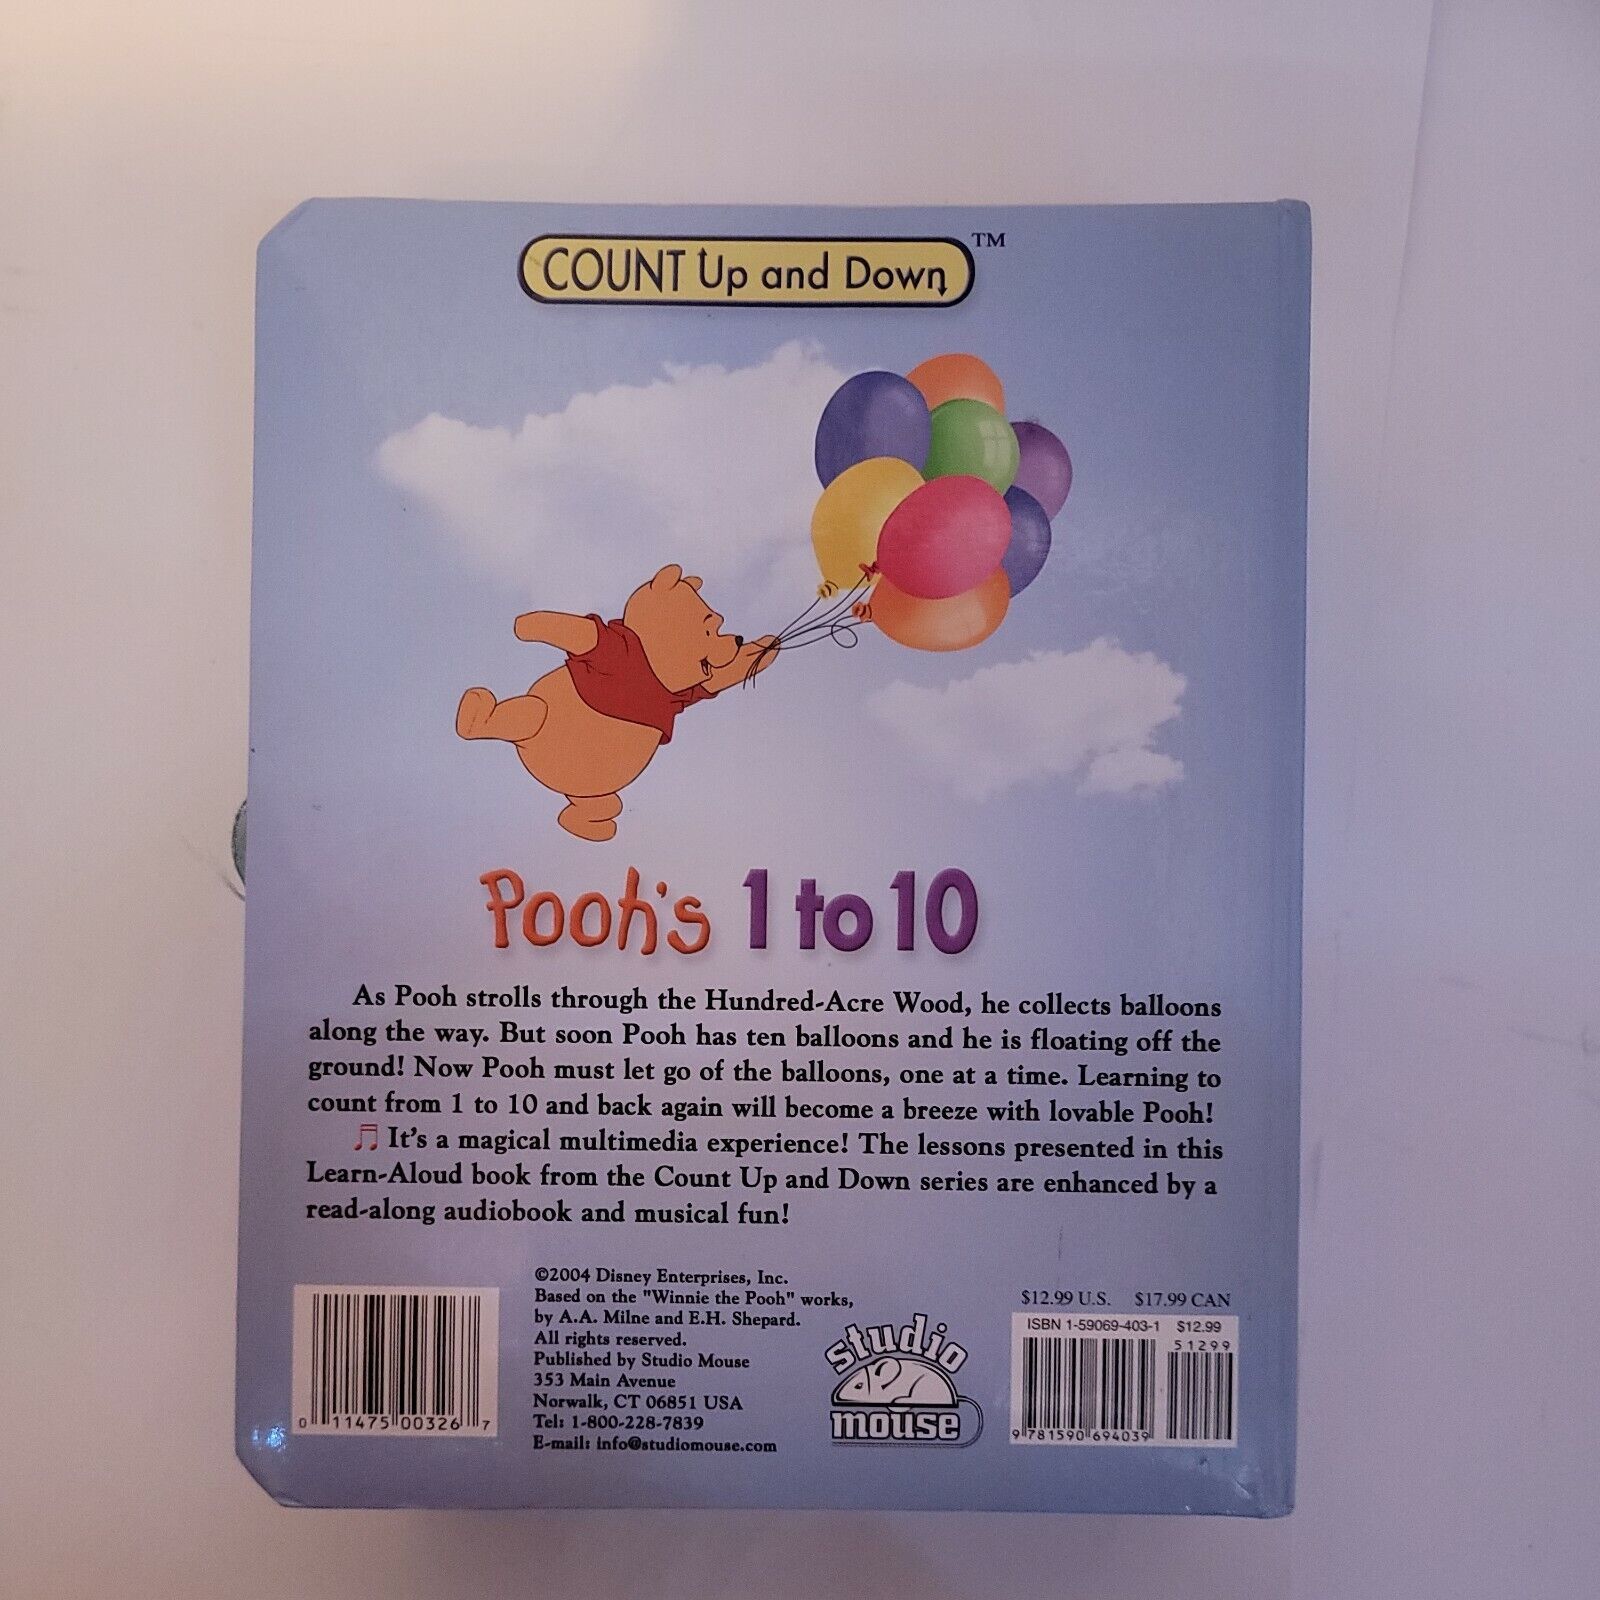 COUNT Up and Down ™
Pooh's 1 to 10
As Pooh strolls through the Hundred-Acre Wood, he collects balloons
along the way. But soon Pooh has ten balloons and he is floating off the
ground! Now Pooh must let go of the balloons, one at a time. Learning to
count from 1 to 10 and back again will become a breeze with lovable Pooh!
♫ It's a magical multimedia experience! The lessons presented in this
Learn-Aloud book from the Count Up and Down series are enhanced by a
read-along audiobook and musical fun!
0 11475 00326 7
©2004 Disney Enterprises, Inc.
Based on the "Winnie the Pooh" works,
by A.A. Milne and E.H. Shepard.
All rights reserved.
Published by Studio Mouse
353 Main Avenue
Norwalk, CT 06851 USA
Tel: 1-800-228-7839
E-mail: info@studiomouse.com
studio
mouse
$12.99 U.S. $17.99 CAN
ISBN 1-59069-403-1 $12.99
51299
9 781590 694039